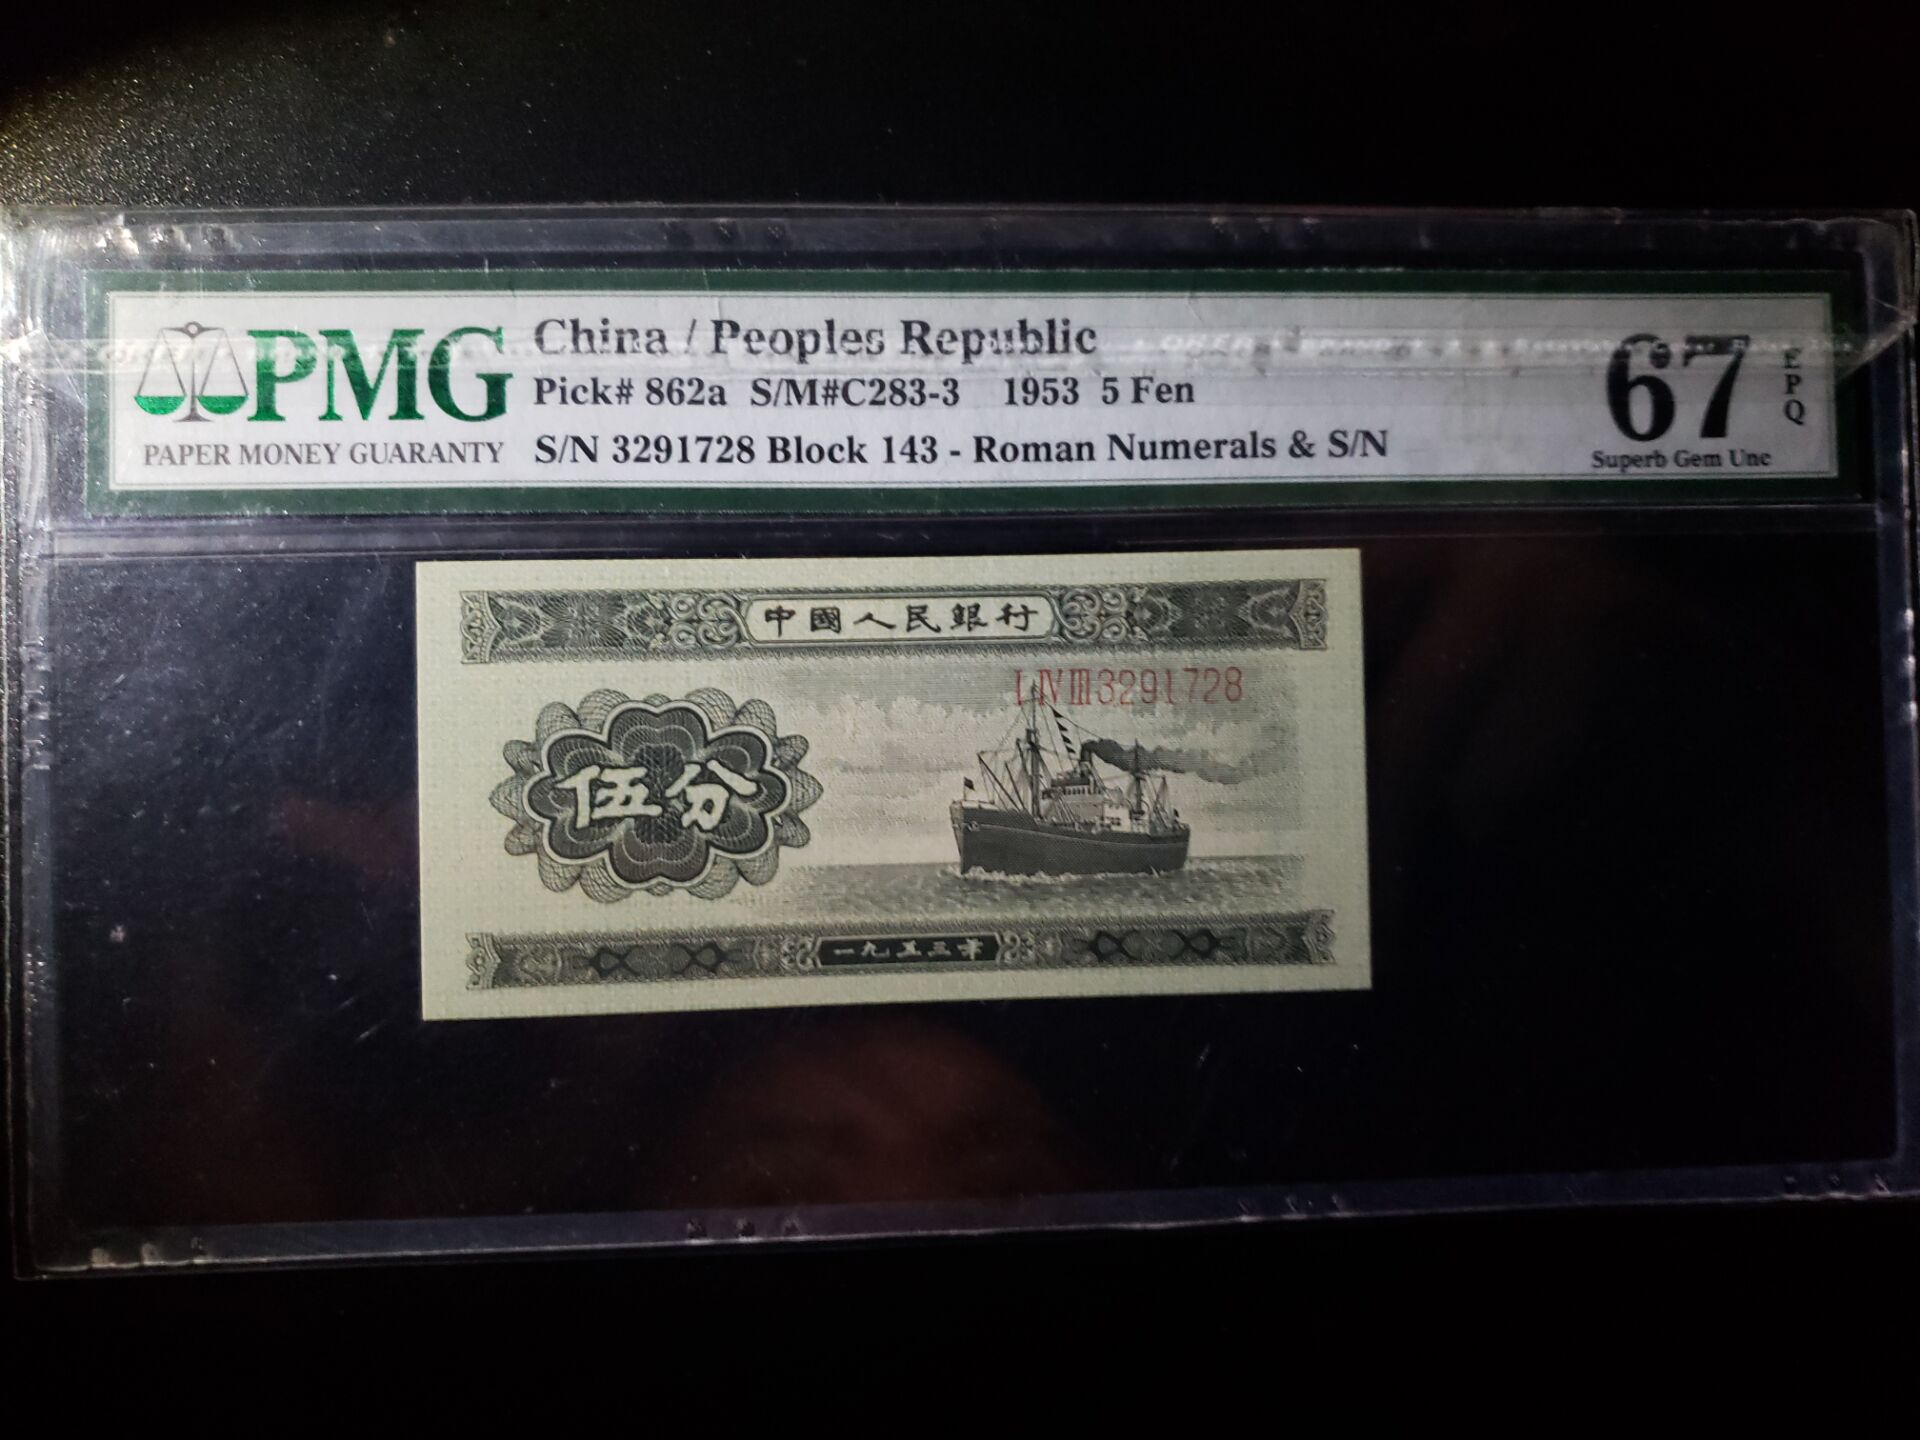 PMG
PAPER MONEY GUARANTY
China / Peoples Republic
Pick# 862a S/M#C283-3 1953 5 Fen
S/N 3291728 Block 143 - Roman Numerals & S/N
67
EPQ
Superb Gem Unc
中國人民銀行
I IV III 3291728
伍分
一九五三年